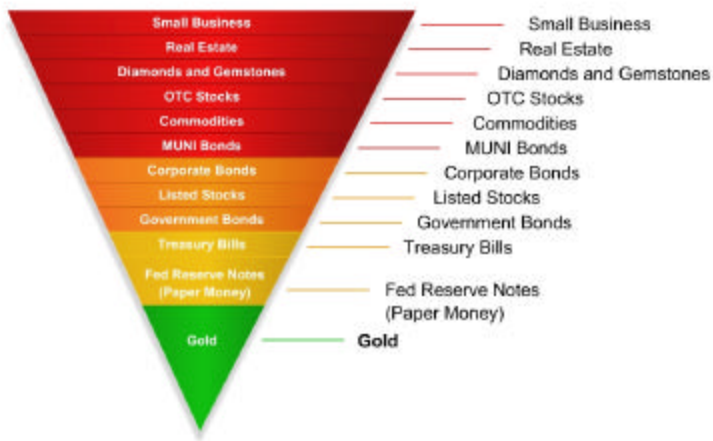 Small Business
Small Business
Real Estate
Real Estate
Diamonds and Gemstones
Diamonds and Gemstones
OTC Stocks
OTC Stocks
Commodities
Commodities
MUNI Bonds
MUNI Bonds
Corporate Bonds
Corporate Bonds
Listed Stocks
Listed Stocks
Government Bonds
Government Bonds
Treasury Bills
Treasury Bills
Fed Reserve Notes
(Paper Money)
Fed Reserve Notes
(Paper Money)
Gold
Gold